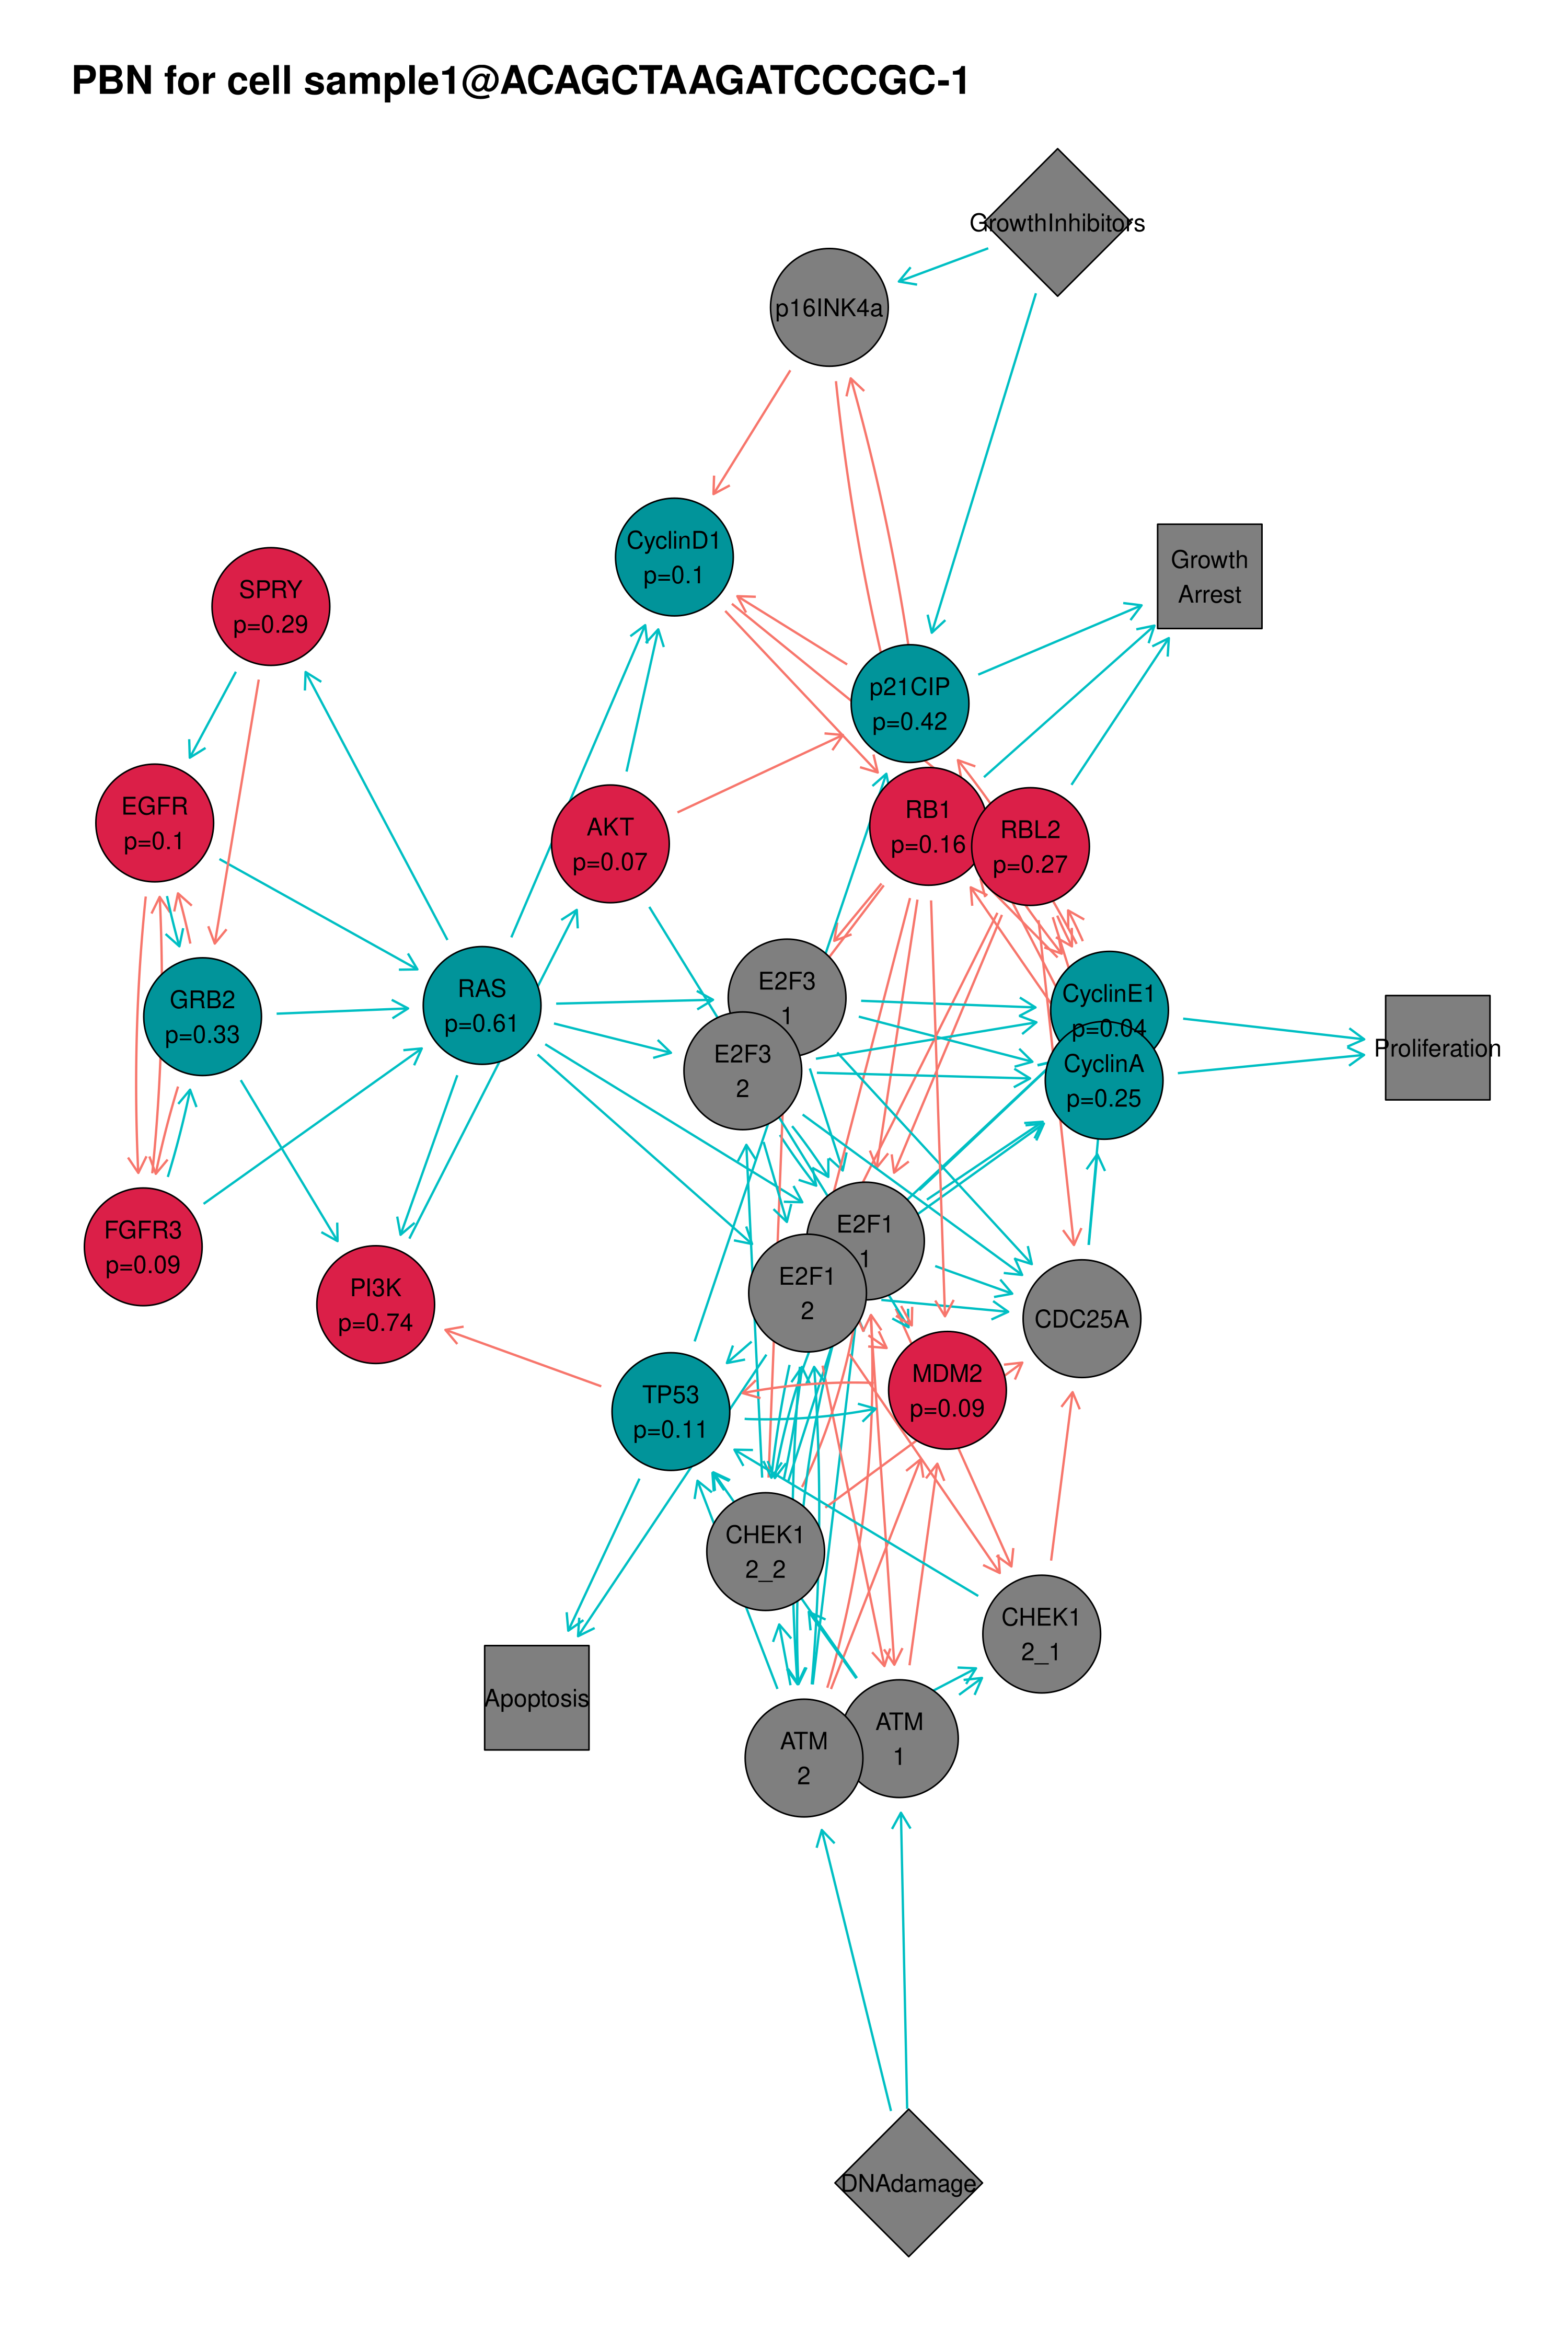 PBN for cell sample1@ACAGCTAAGATCCCGC-1
GrowthInhibitors
p16INK4a
CyclinD1
p=0.1
Growth
Arrest
SPRY
p=0.29
p21CIP
p=0.42
EGFR
p=0.1
AKT
p=0.07
RB1
p=0.16
RBL2
p=0.27
GRB2
p=0.33
RAS
p=0.61
E2F3
1
CyclinE1
p=0.04
E2F3
2
CyclinA
p=0.25
Proliferation
FGFR3
p=0.09
PI3K
p=0.74
E2F1
1
E2F1
2
CDC25A
TP53
p=0.11
MDM2
p=0.09
CHEK1
2_2
CHEK1
2_1
Apoptosis
ATM
2
ATM
1
DNAdamage